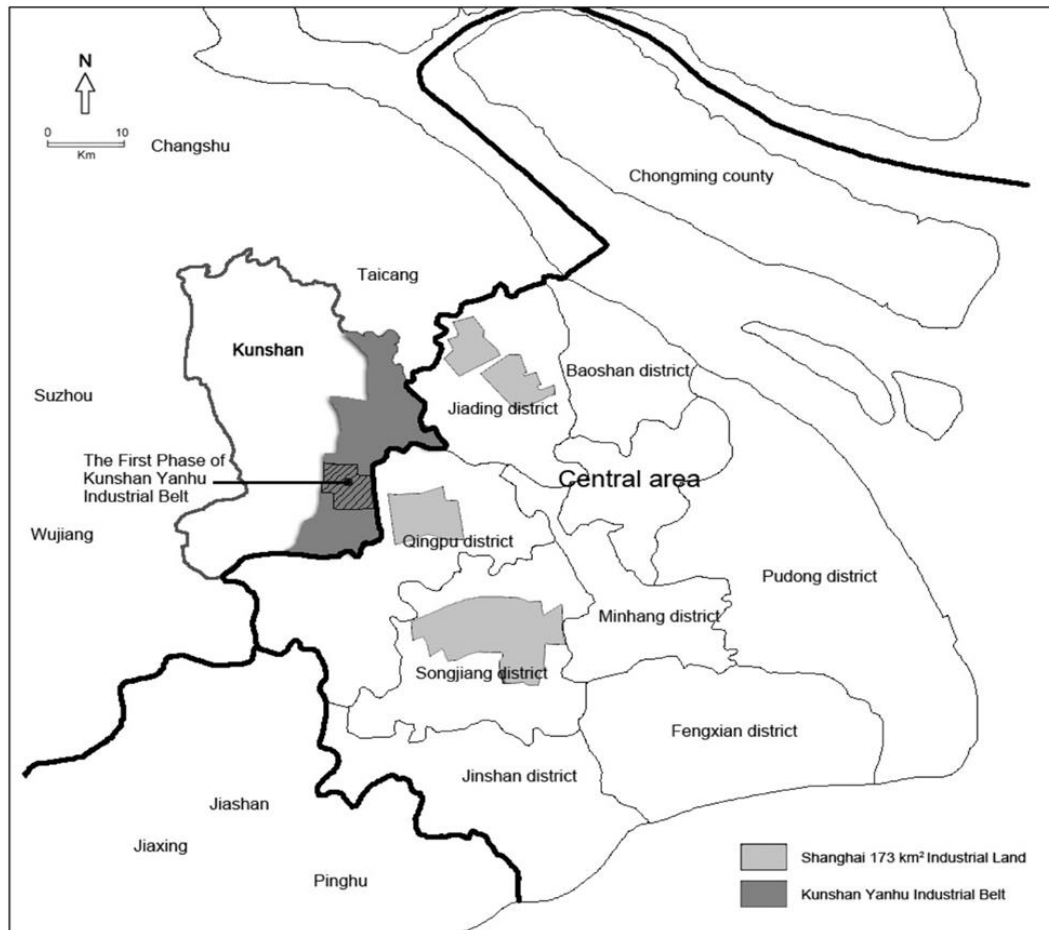 N
0 10
Km
Changshu
Chongming county
Taicang
Kunshan
Baoshan district
Suzhou
Jiading district
The First Phase of
Kunshan Yanhu
Industrial Belt
Central area
Wujiang
Qingpu district
Pudong district
Minhang district
Songjiang district
Fengxian district
Jinshan district
Jiashan
Jiaxing
Pinghu
Shanghai 173 km² Industrial Land
Kunshan Yanhu Industrial Belt